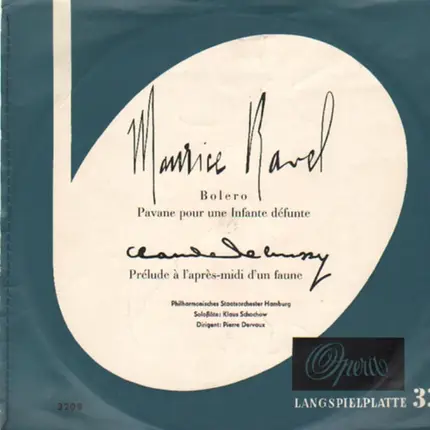 Maurice Ravel
Bolero
Pavane pour une Infante défunte
Claude Debussy
Prélude à l'après-midi d'un faune
Philharmonisches Staatsorchester Hamburg
Soloflöte: Klaus Schochow
Dirigent: Pierre Dervaux
Opera
LANGSPIELPLATTE 33